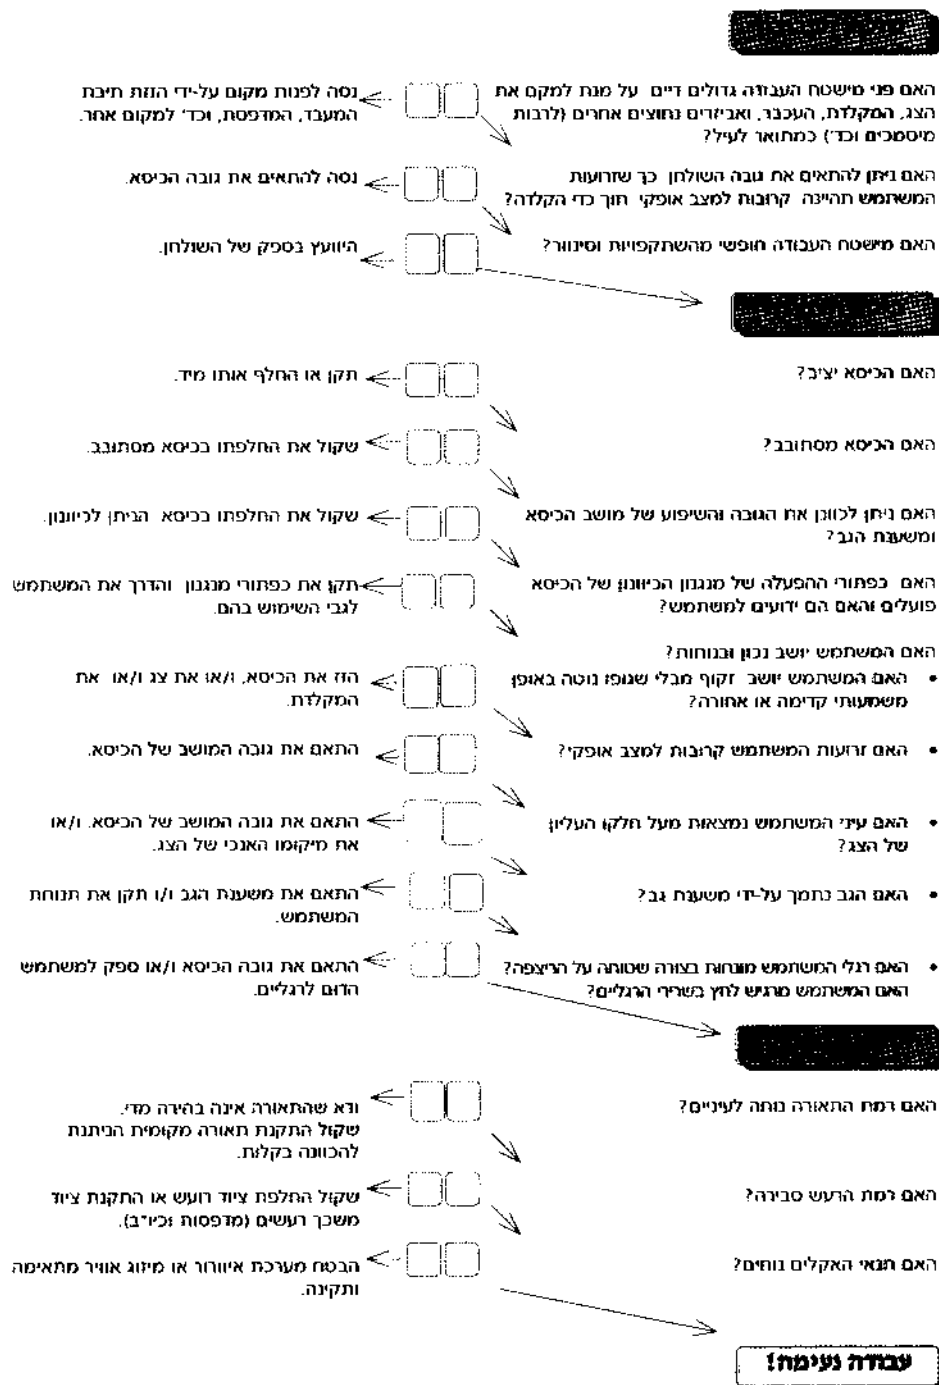 האם פני מישטח העבודה גדולים דיים על מנת למקם את
הצג, המקלדת, העכבר, ואביזרים נחוצים אחרים (לרבות
מיסמכים וכד') כמתואר לעיל?
נסה לפנות מקום על-ידי הזזת תיבת
המעבד, המדפסת, וכד' למקום אחר.
האם ניתן להתאים את גובה השולחן כך שזרועות
המשתמש תהיינה קרובות למצב אופקי תוך כדי הקלדה?
נסה להתאים את גובה הכיסא.
האם מישטח העבודה חופשי מהשתקפויות וסינוור?
היוועץ בספק של השולחן.
האם הכיסא יציב?
תקן או החלף אותו מיד.
האם הכיסא מסתובב?
שקול את החלפתו בכיסא מסתובב.
האם ניתן לכוונן את הגובה והשיפוע של מושב הכיסא
ומשענת הגב?
שקול את החלפתו בכיסא הניתן לכיוונון.
האם כפתורי ההפעלה של מנגנון הכיוונון של הכיסא
פועלים והאם הם ידועים למשתמש?
תקן את כפתורי מנגנון והדרך את המשתמש
לגבי השימוש בהם.
האם המשתמש יושב נכון ובנוחות?
• האם המשתמש יושב זקוף מבלי שגופו נוטה באופן
משמעותי קדימה או אחורה?
הזז את הכיסא, ו/או את צג ו/או את
המקלדת.
• האם זרועות המשתמש קרובות למצב אופקי?
התאם את גובה המושב של הכיסא.
• האם עיני המשתמש נמצאות מעל חלקו העליון
של הצג?
התאם את גובה המושב של הכיסא, ו/או
את מיקומו האנכי של הצג.
• האם הגב נתמך על-ידי משענת גב?
התאם את משענת הגב ו/ו תקן את תנוחת
המשתמש.
• האם רגלי המשתמש מונחות בצורה שטוחה על הריצפה?
האם המשתמש מרגיש לחץ בשרירי הרגליים?
התאם את גובה הכיסא ו/או ספק למשתמש
הדום לרגליים.
האם רמת התאורה נוחה לעיניים?
ודא שהתאורה אינה בהירה מדי.
שקול התקנת תאורה מקומית הניתנת
להכוונה בקלות.
האם רמת הרעש סבירה?
שקול החלפת ציוד רועש או התקנת ציוד
משכך רעשים (מדפסות וכיו"ב).
האם תנאי האקלים נוחים?
הבטח מערכת איוורור או מיזוג אוויר מתאימה
ותקינה.
עבודה נעימה!